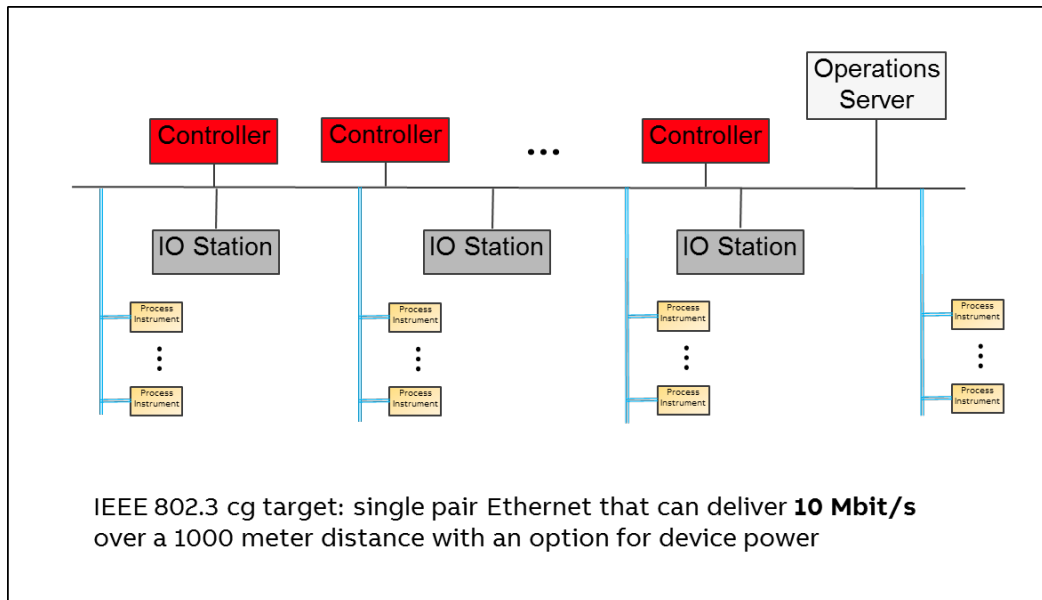 Operations
Server
Controller
Controller
...
Controller
IO Station
IO Station
IO Station
Process
Instrument
Process
Instrument
Process
Instrument
Process
Instrument
Process
Instrument
Process
Instrument
Process
Instrument
Process
Instrument
IEEE 802.3 cg target: single pair Ethernet that can deliver 10 Mbit/s
over a 1000 meter distance with an option for device power